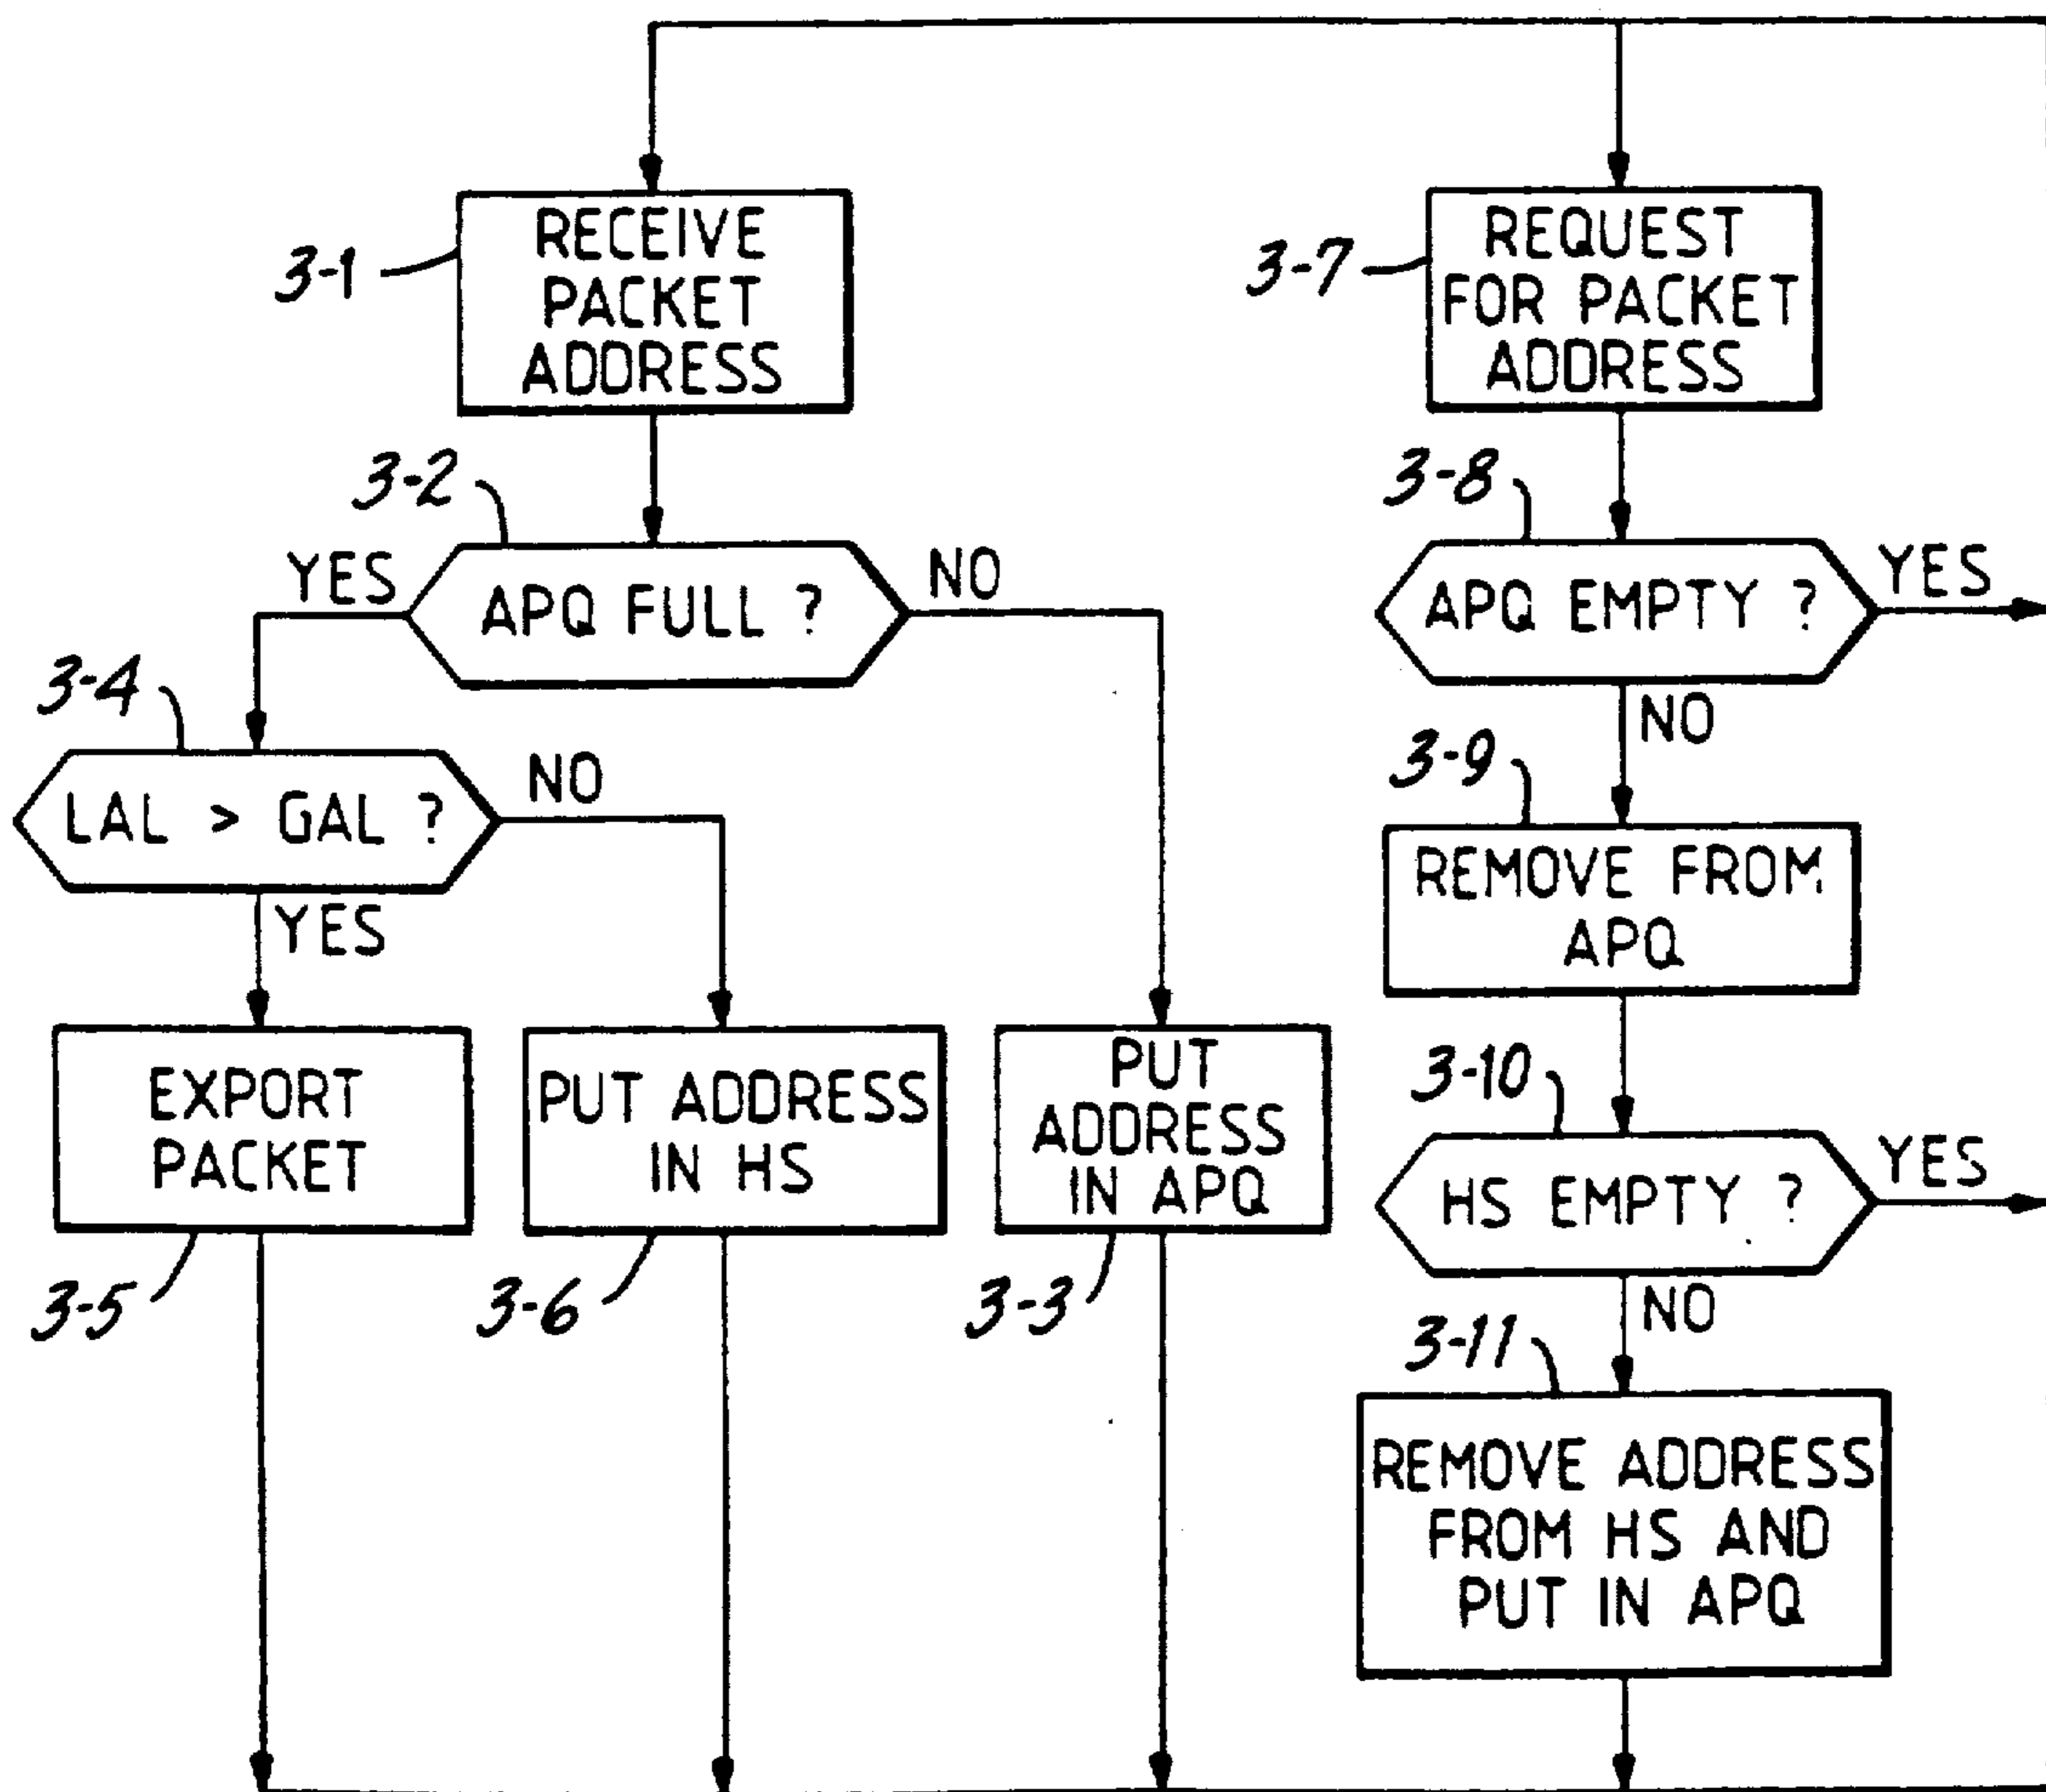 3-1
RECEIVE
PACKET
ADDRESS
3-2
YES
APQ FULL ?
NO
3-4
LAL > GAL ?
NO
YES
EXPORT
PACKET
3-5
PUT ADDRESS
IN HS
3-6
PUT
ADDRESS
IN APQ
3-3
3-7
REQUEST
FOR PACKET
ADDRESS
3-8
APQ EMPTY ?
YES
NO
3-9
REMOVE FROM
APQ
3-10
HS EMPTY ?
YES
NO
3-11
REMOVE ADDRESS
FROM HS AND
PUT IN APQ